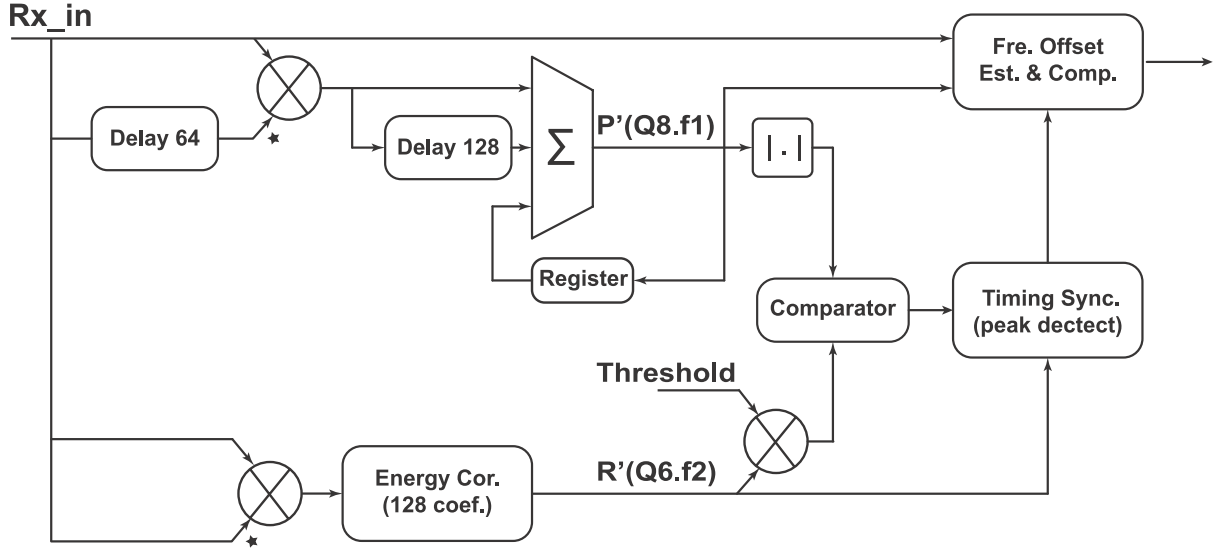 Rx_in
Fre. Offset
Est. & Comp.
Delay 64
Delay 128
Σ
P’(Q8.f1)
| . |
Register
Comparator
Timing Sync.
(peak dectect)
Threshold
Energy Cor.
(128 coef.)
R’(Q6.f2)